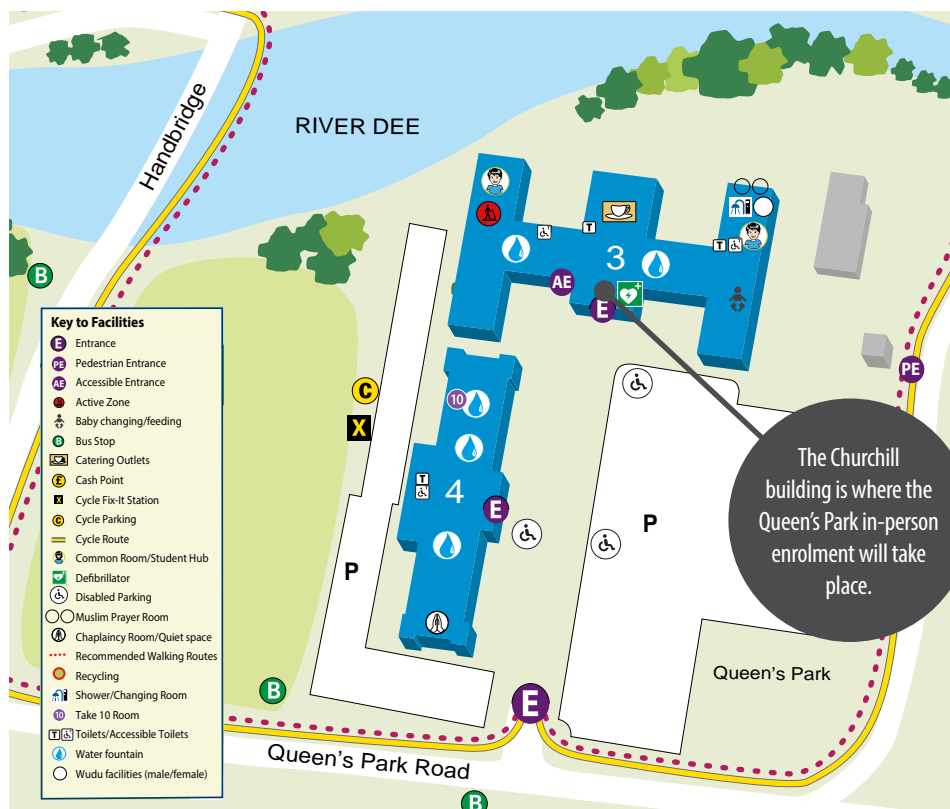 Handbridge
RIVER DEE
B
T
T
T
3
AE
E
PE
Key to Facilities
E Entrance
PE Pedestrian Entrance
AE Accessible Entrance
Active Zone
Baby changing/feeding
B Bus Stop
Catering Outlets
£ Cash Point
X Cycle Fix-It Station
C Cycle Parking
Cycle Route
Common Room/Student Hub
Defibrillator
Disabled Parking
Muslim Prayer Room
Chaplaincy Room/Quiet space
Recommended Walking Routes
Recycling
Shower/Changing Room
10 Take 10 Room
T Toilets/Accessible Toilets
Water fountain
Wudu facilities (male/female)
C
X
10
T
4
E
P
P
The Churchill
building is where the
Queen's Park in-person
enrolment will take
place.
Queen's Park
B
E
Queen's Park Road
B